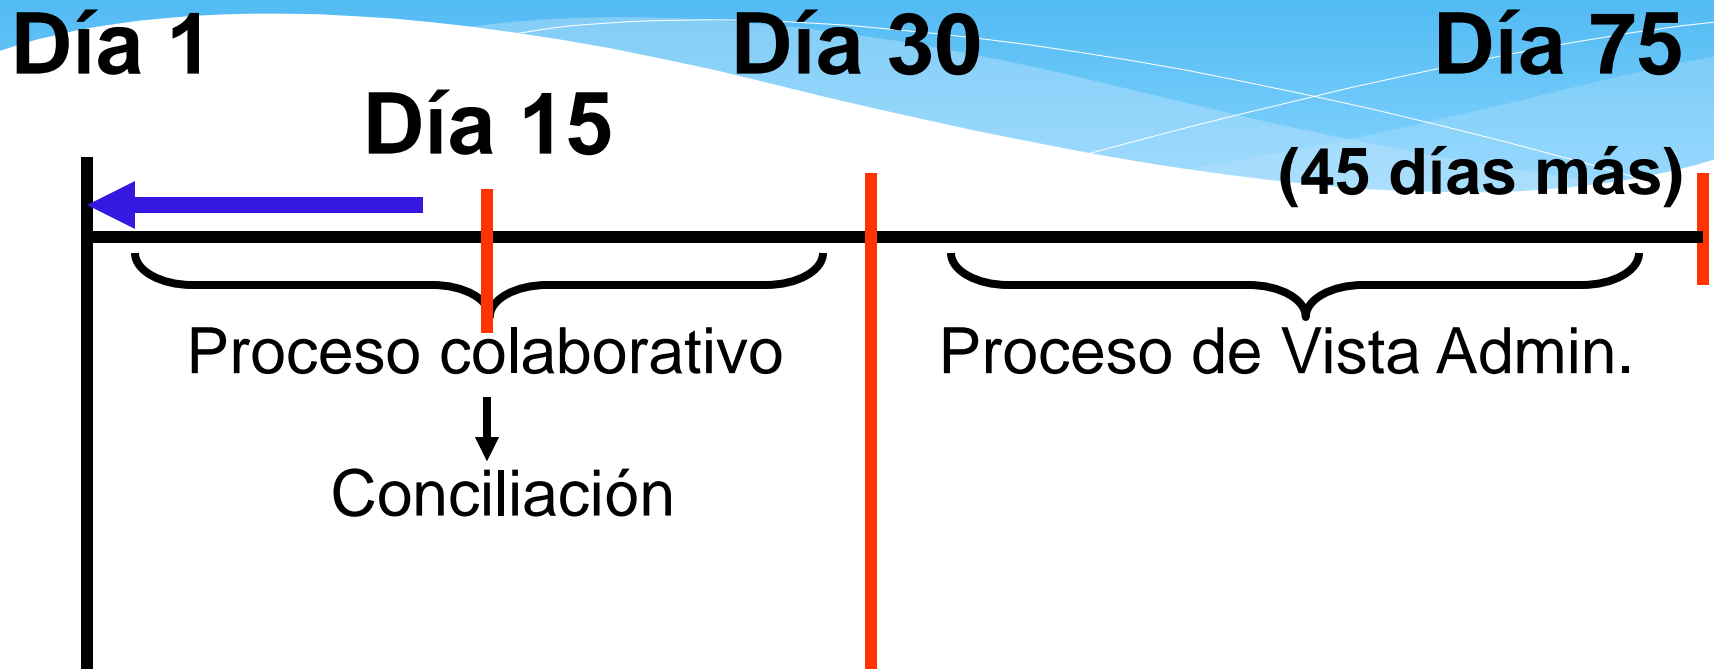 Día 1
Día 30
Día 75
Día 15
(45 días más)
Proceso colaborativo
Proceso de Vista Admin.
Conciliación